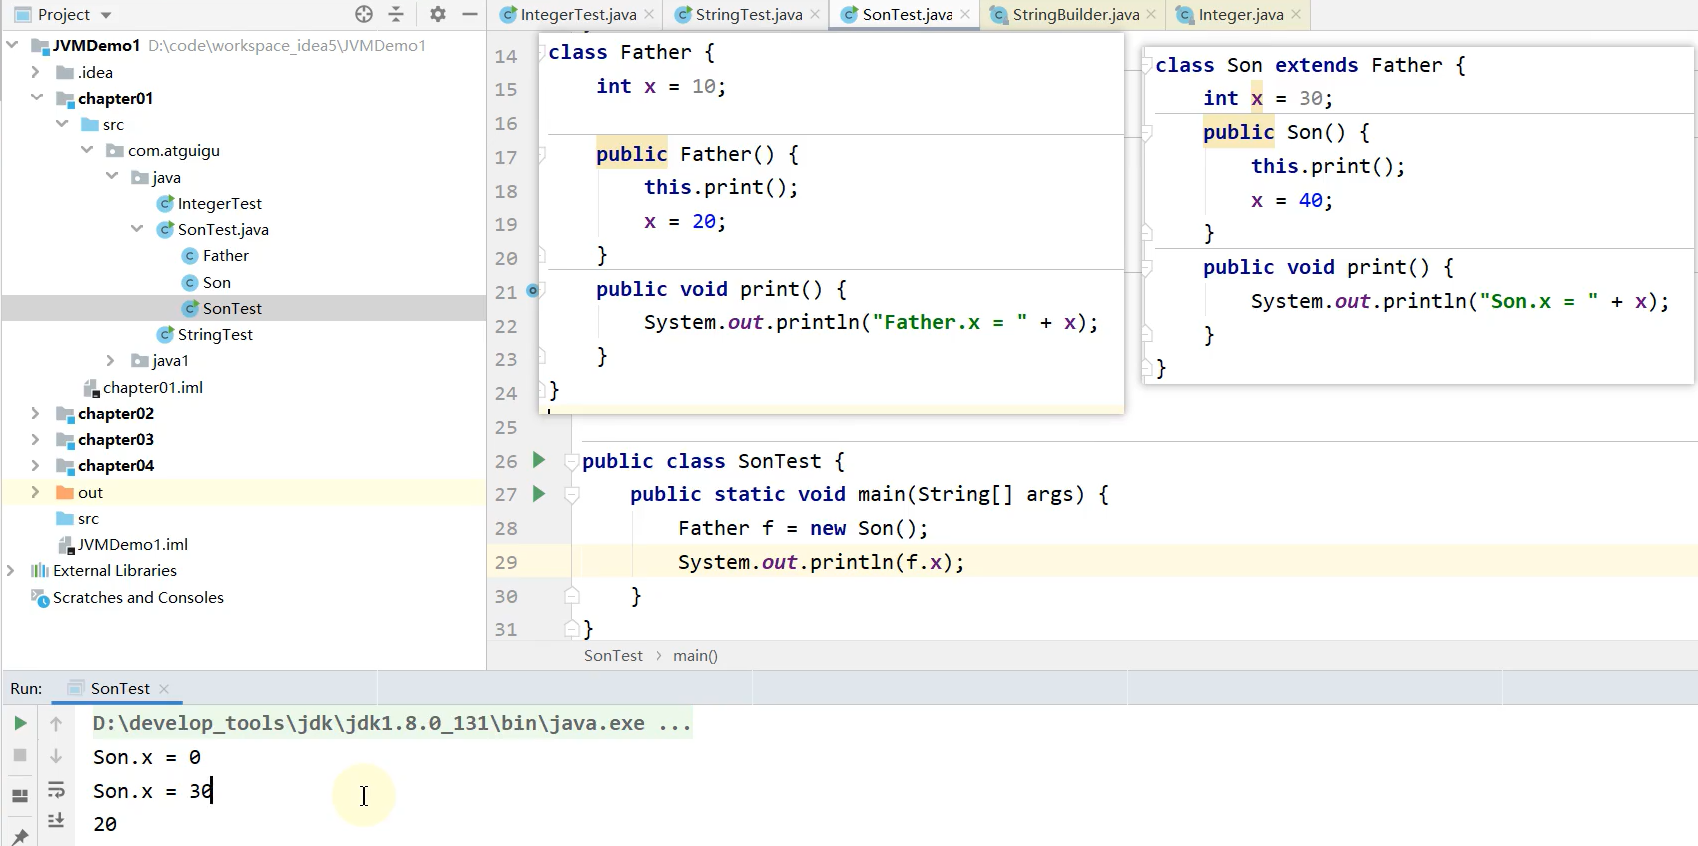 Project
JVMDemo1 D:\code\workspace_idea5\JVMDemo1
.idea
chapter01
src
com.atguigu
java
IntegerTest
SonTest.java
Father
Son
SonTest
StringTest
java1
chapter01.iml
chapter02
chapter03
chapter04
out
src
JVMDemo1.iml
External Libraries
Scratches and Consoles
IntegerTest.java
StringTest.java
SonTest.java
StringBuilder.java
Integer.java
14 class Father {
15 int x = 10;
16
17 public Father() {
18 this.print();
19 x = 20;
20 }
21 public void print() {
22 System.out.println("Father.x = " + x);
23 }
24 }
25
class Son extends Father {
int x = 30;
public Son() {
this.print();
x = 40;
}
public void print() {
System.out.println("Son.x = " + x);
}
}
26 public class SonTest {
27 public static void main(String[] args) {
28 Father f = new Son();
29 System.out.println(f.x);
30 }
31 }
SonTest › main()
Run: SonTest
D:\develop_tools\jdk\jdk1.8.0_131\bin\java.exe ...
Son.x = 0
Son.x = 30
20